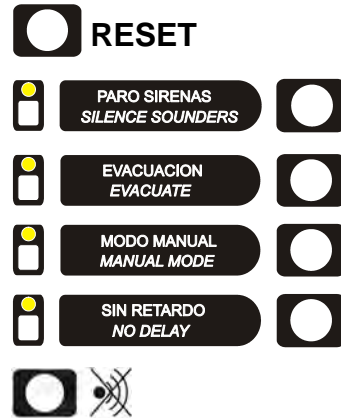 RESET
PARO SIRENAS
SILENCE SOUNDERS
EVACUACION
EVACUATE
MODO MANUAL
MANUAL MODE
SIN RETARDO
NO DELAY